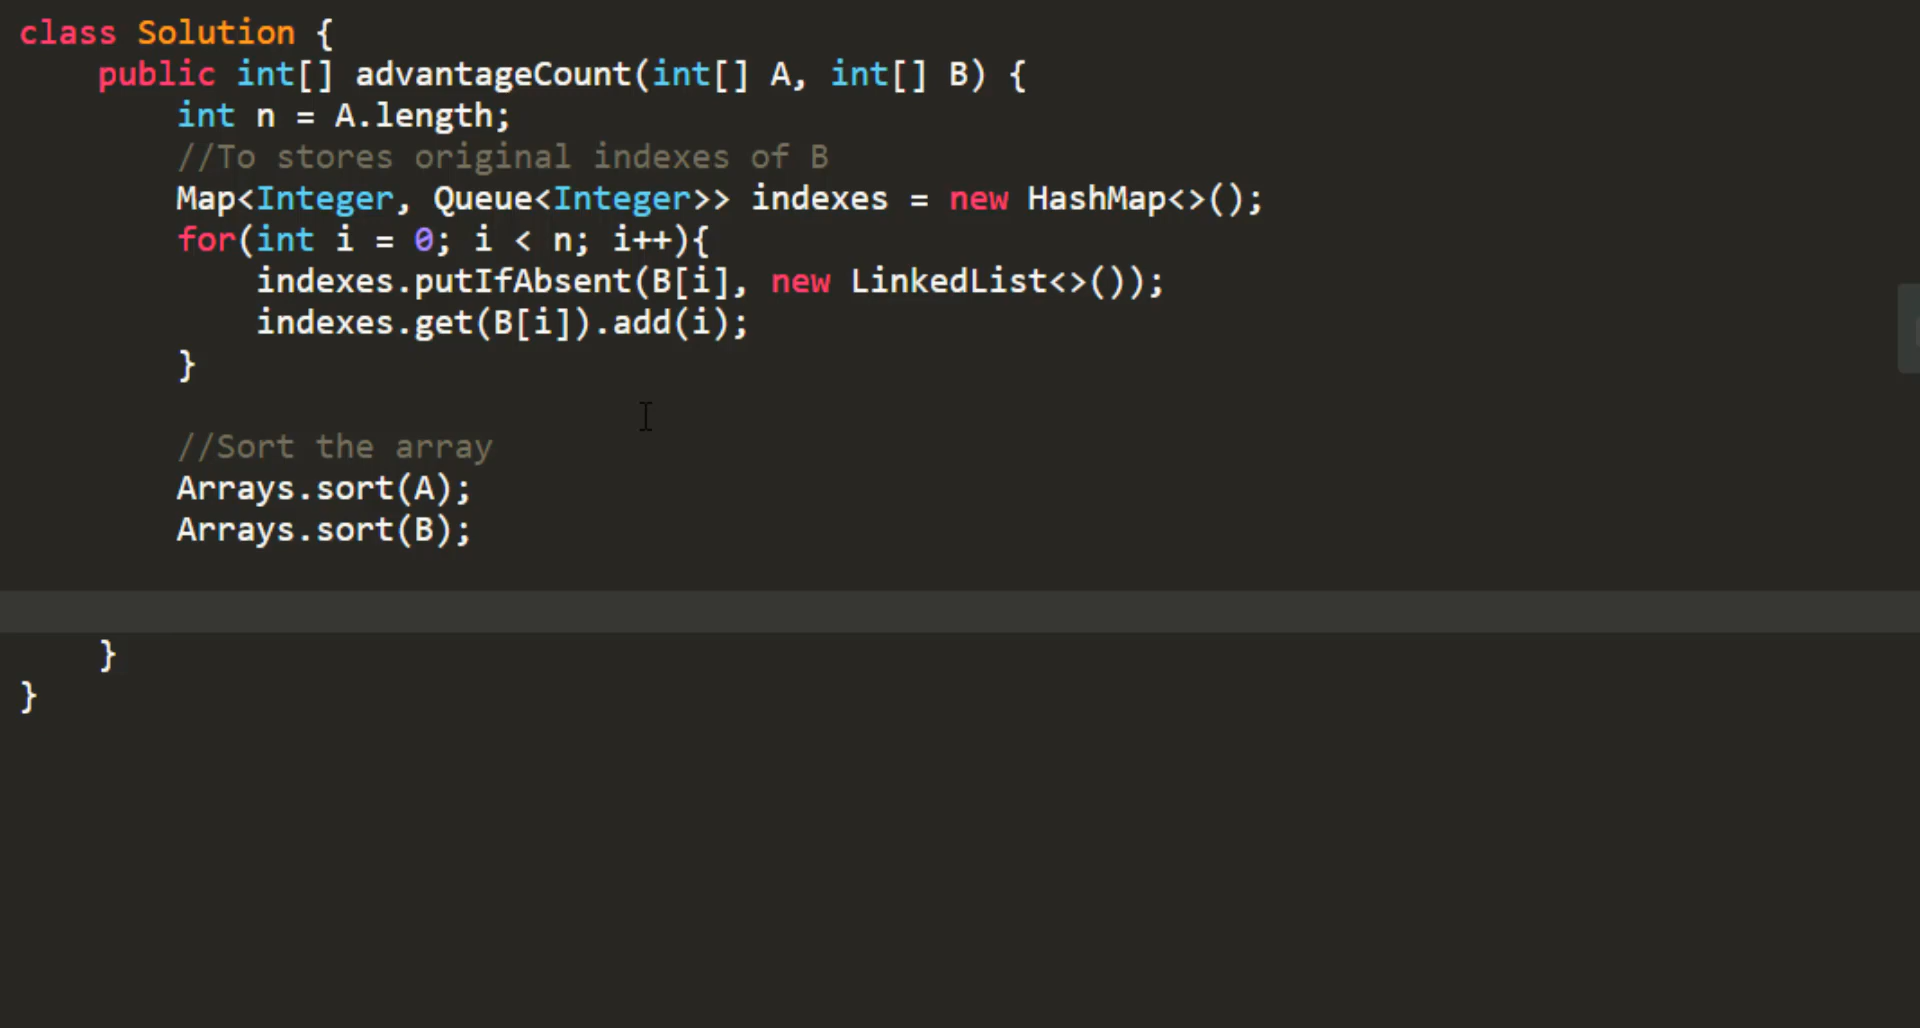 class Solution {
    public int[] advantageCount(int[] A, int[] B) {
        int n = A.length;
        //To stores original indexes of B
        Map<Integer, Queue<Integer>> indexes = new HashMap<>();
        for(int i = 0; i < n; i++){
            indexes.putIfAbsent(B[i], new LinkedList<>());
            indexes.get(B[i]).add(i);
        }
        //Sort the array
        Arrays.sort(A);
        Arrays.sort(B);
    }
}